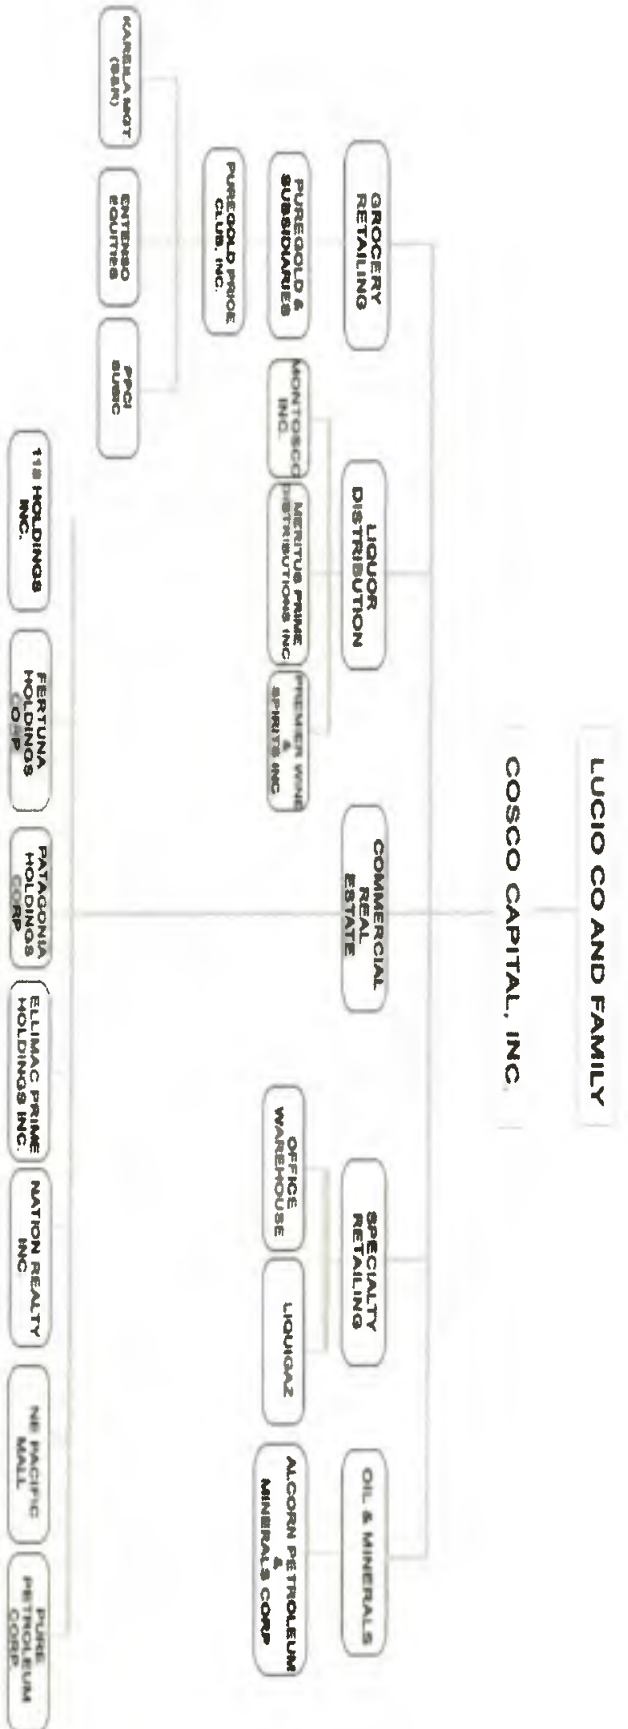 LUCIO CO AND FAMILY
COSCO CAPITAL, INC.
GROCERY
RETAILING
LIQUOR
DISTRIBUTION
COMMERCIAL
REAL
ESTATE
SPECIALTY
RETAILING
OIL & MINERALS
PUREGOLD &
SUBSIDIARIES
MONTOSCO
INC.
MERITUS PRIME
DISTRIBUTIONS INC
PREMIER WINE
&
SPIRITS INC
OFFICE
WAREHOUSE
LIQUIGAZ
ALCORN PETROLEUM
&
MINERALS CORP
PUREGOLD PRICE
CLUB, INC.
KAREILA MGT
(S&R)
ENTENSO
EQUITIES
PPCI
SUBIC
118 HOLDINGS
INC.
FERTUNA
HOLDINGS
CORP
PATAGONIA
HOLDINGS
CORP
ELLIMAC PRIME
HOLDINGS INC.
NATION REALTY
INC
NE PACIFIC
MALL
PURE
PETROLEUM
CORP.